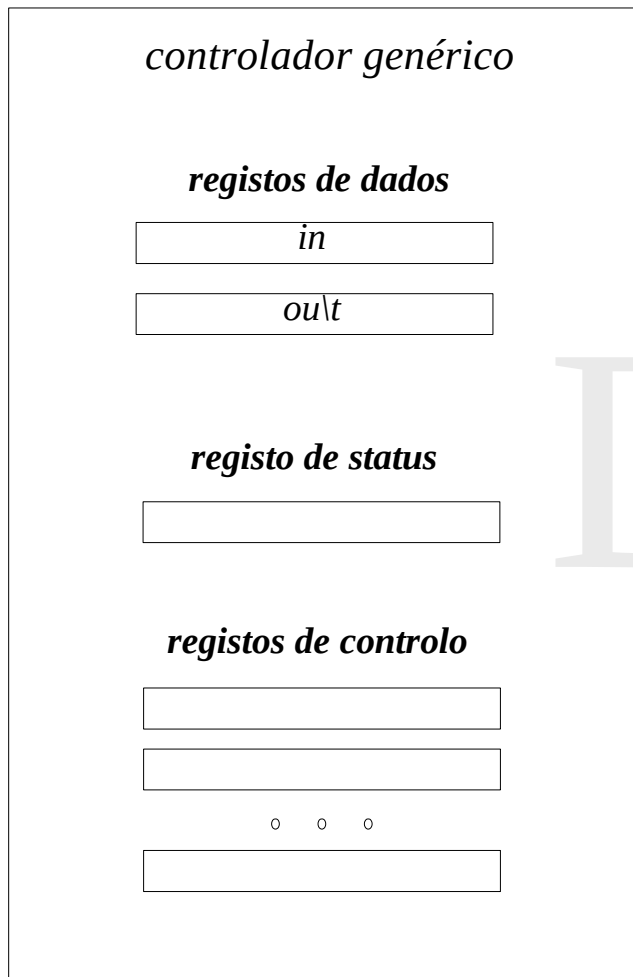 controlador genérico
registos de dados
in
ou\t
registo de status
registos de controlo